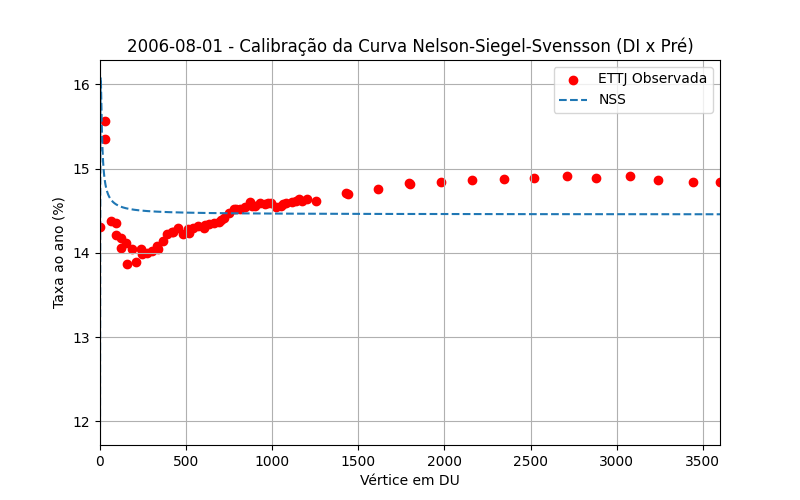 2006-08-01 - Calibração da Curva Nelson-Siegel-Svensson (DI x Pré)
ETTJ Observada
NSS
Taxa ao ano (%)
16
15
14
13
12
0 500 1000 1500 2000 2500 3000 3500
Vértice em DU